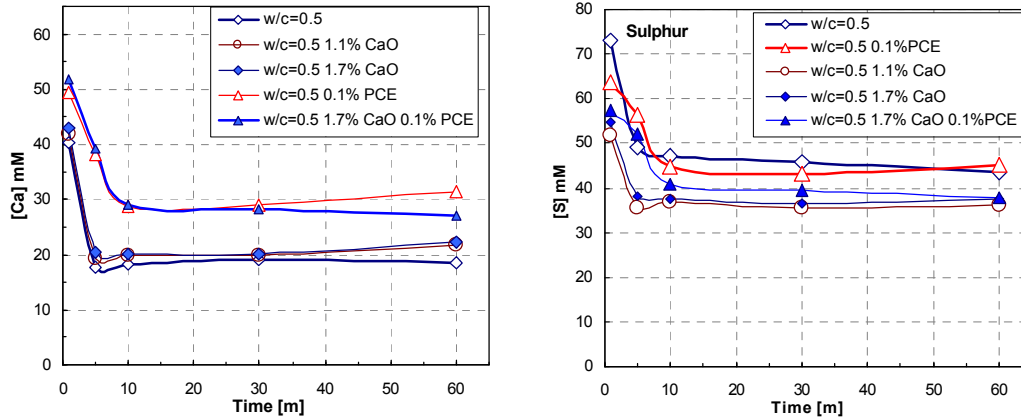 60
50
40
30
20
10
0
[Ca] mM
w/c=0.5
w/c=0.5 1.1% CaO
w/c=0.5 1.7% CaO
w/c=0.5 0.1% PCE
w/c=0.5 1.7% CaO 0.1% PCE
0 10 20 30 40 50 60
Time [m]
80
70
60
50
40
30
20
10
0
[S] mM
Sulphur
w/c=0.5
w/c=0.5 0.1%PCE
w/c=0.5 1.1% CaO
w/c=0.5 1.7% CaO
w/c=0.5 1.7% CaO 0.1%PCE
0 10 20 30 40 50 60
Time [m]